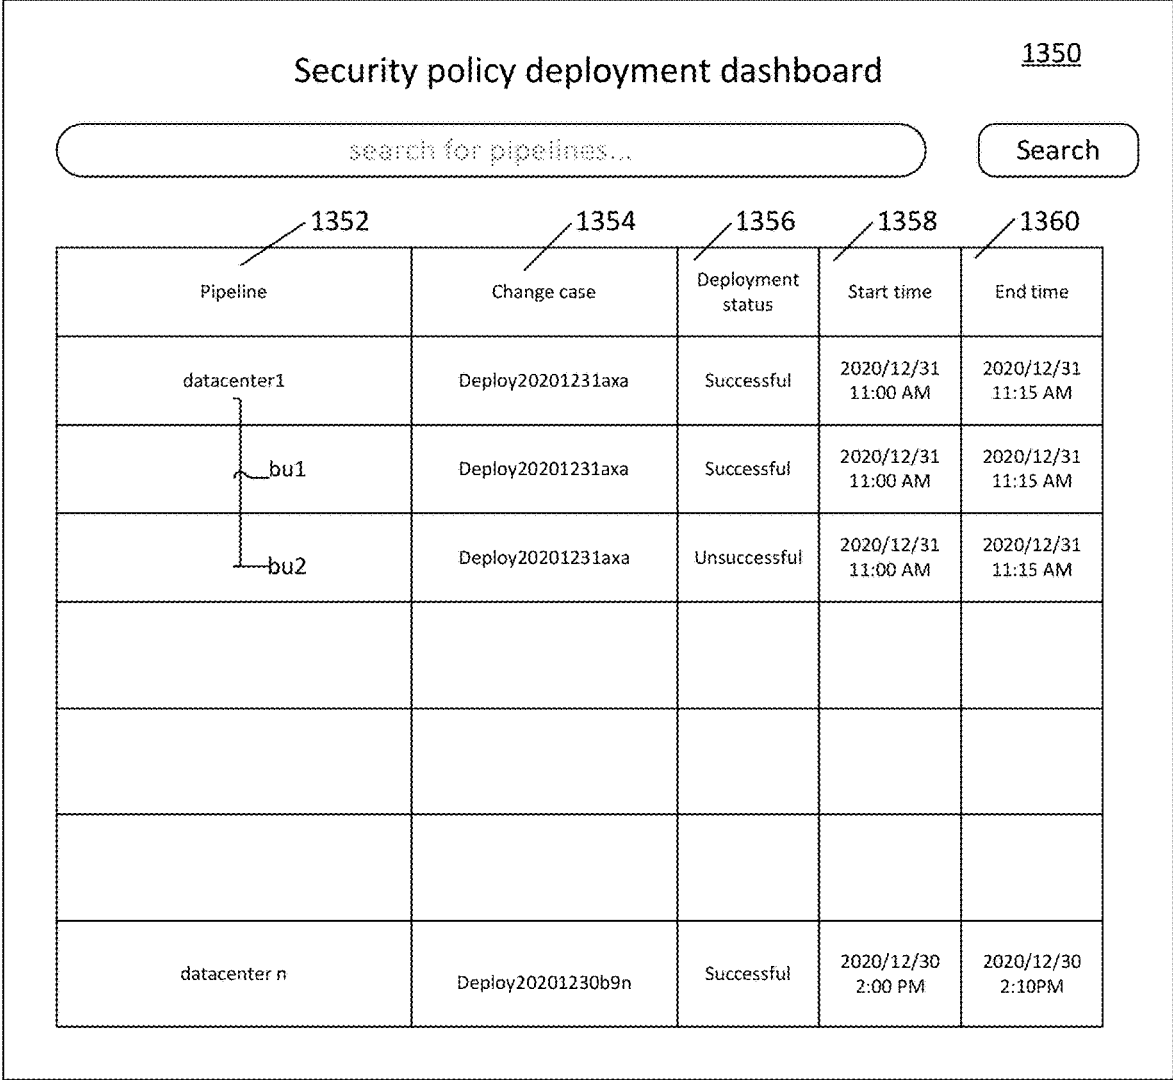 1350
Security policy deployment dashboard
search for pipelines...
Search
1352
1354
1356
1358
1360
Pipeline
Change case
Deployment
status
Start time
End time
datacenter1
Deploy20201231axa
Successful
2020/12/31
11:00 AM
2020/12/31
11:15 AM
bu1
Deploy20201231axa
Successful
2020/12/31
11:00 AM
2020/12/31
11:15 AM
bu2
Deploy20201231axa
Unsuccessful
2020/12/31
11:00 AM
2020/12/31
11:15 AM
datacenter n
Deploy20201230b9n
Successful
2020/12/30
2:00 PM
2020/12/30
2:10PM